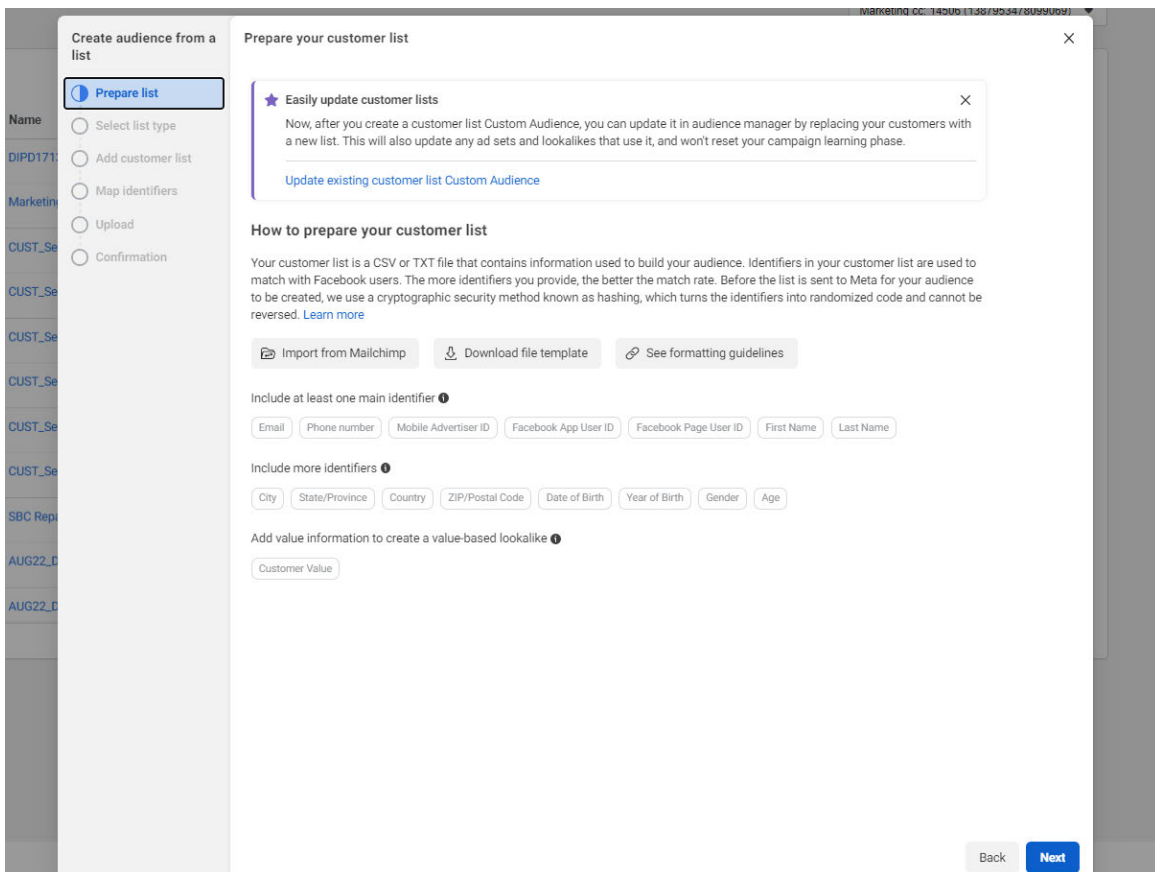 Marketing cc: 14506 (1387953478099069)
Create audience from a
list
Prepare list
Select list type
Add customer list
Map identifiers
Upload
Confirmation
Name
DIPD171
Marketin
CUST_Se
CUST_Se
CUST_Se
CUST_Se
CUST_Se
CUST_Se
SBC Repa
AUG22_D
AUG22_D
Prepare your customer list
Easily update customer lists
Now, after you create a customer list Custom Audience, you can update it in audience manager by replacing your customers with
a new list. This will also update any ad sets and lookalikes that use it, and won't reset your campaign learning phase.
Update existing customer list Custom Audience
How to prepare your customer list
Your customer list is a CSV or TXT file that contains information used to build your audience. Identifiers in your customer list are used to
match with Facebook users. The more identifiers you provide, the better the match rate. Before the list is sent to Meta for your audience
to be created, we use a cryptographic security method known as hashing, which turns the identifiers into randomized code and cannot be
reversed. Learn more
Import from Mailchimp Download file template See formatting guidelines
Include at least one main identifier
Email Phone number Mobile Advertiser ID Facebook App User ID Facebook Page User ID First Name Last Name
Include more identifiers
City State/Province Country ZIP/Postal Code Date of Birth Year of Birth Gender Age
Add value information to create a value-based lookalike
Customer Value
Back Next